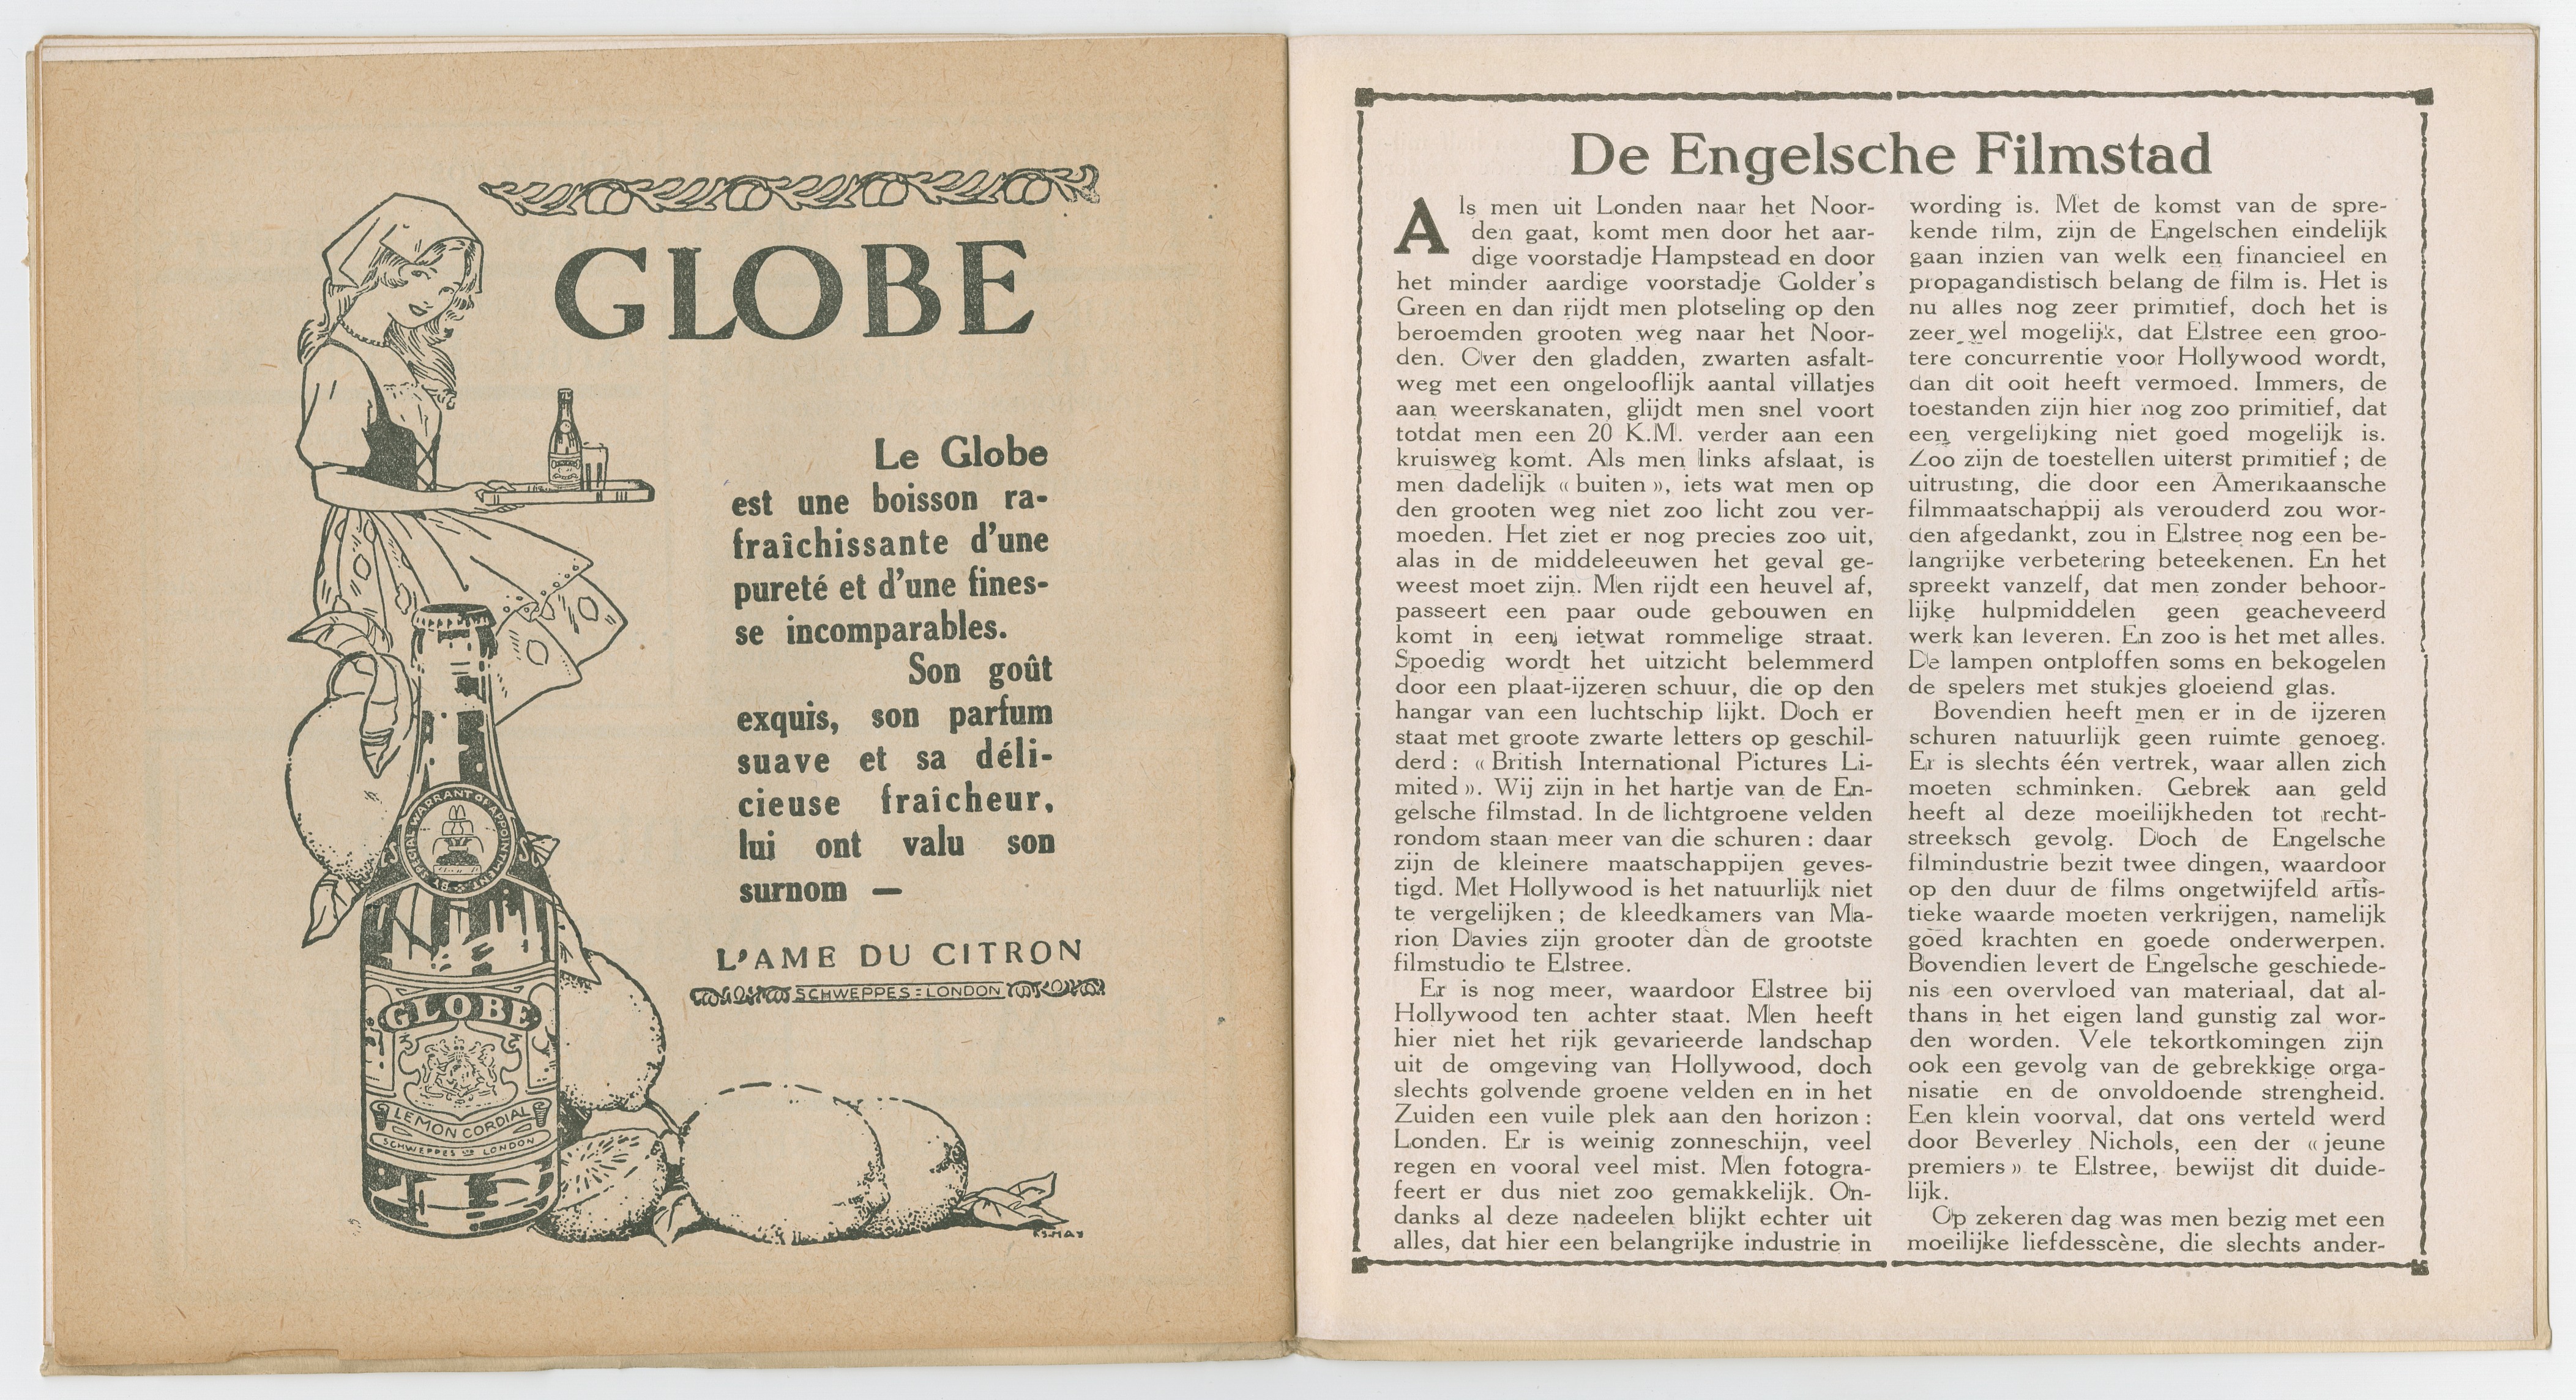 GLOBE
Le Globe
est une boisson ra-
fraîchissante d'une
pureté et d'une fines-
se incomparables.
Son goût
exquis, son parfum
suave et sa déli-
cieuse fraîcheur,
lui ont valu son
surnom —
L'AME DU CITRON
SCHWEPPES = LONDON
BY SPECIAL WARRANT OF APPOINTMENT
GLOBE
LEMON CORDIAL
SCHWEPPES LTD LONDON
De Engelsche Filmstad
Als men uit Londen naar het Noor-
den gaat, komt men door het aar-
dige voorstadje Hampstead en door
het minder aardige voorstadje Golder's
Green en dan rijdt men plotseling op den
beroemden grooten weg naar het Noor-
den. Over den gladden, zwarten asfalt-
weg met een ongelooflijk aantal villatjes
aan weerskanaten, glijdt men snel voort
totdat men een 20 K.M. verder aan een
kruisweg komt. Als men links afslaat, is
men dadelijk « buiten », iets wat men op
den grooten weg niet zoo licht zou ver-
moeden. Het ziet er nog precies zoo uit,
alas in de middeleeuwen het geval ge-
weest moet zijn. Men rijdt een heuvel af,
passeert een paar oude gebouwen en
komt in een ietwat rommelige straat.
Spoedig wordt het uitzicht belemmerd
door een plaat-ijzeren schuur, die op den
hangar van een luchtschip lijkt. Doch er
staat met groote zwarte letters op geschil-
derd : « British International Pictures Li-
mited ». Wij zijn in het hartje van de En-
gelsche filmstad. In de lichtgroene velden
rondom staan meer van die schuren : daar
zijn de kleinere maatschappijen geves-
tigd. Met Hollywood is het natuurlijk niet
te vergelijken ; de kleedkamers van Ma-
rion Davies zijn grooter dàn de grootste
filmstudio te Elstree.
Er is nog meer, waardoor Elstree bij
Hollywood ten achter staat. Men heeft
hier niet het rijk gevarieerde landschap
uit de omgeving van Hollywood, doch
slechts golvende groene velden en in het
Zuiden een vuile plek aan den horizon :
Londen. Er is weinig zonneschijn, veel
regen en vooral veel mist. Men fotogra-
feert er dus niet zoo gemakkelijk. On-
danks al deze nadeelen blijkt echter uit
alles, dat hier een belangrijke industrie in
wording is. Met de komst van de spre-
kende film, zijn de Engelschen eindelijk
gaan inzien van welk een financieel en
propagandistisch belang de film is. Het is
nu alles nog zeer primitief, doch het is
zeer wel mogelijk, dat Elstree een groo-
tere concurrentie voor Hollywood wordt,
dan dit ooit heeft vermoed. Immers, de
toestanden zijn hier nog zoo primitief, dat
een vergelijking niet goed mogelijk is.
Zoo zijn de toestellen uiterst primitief ; de
uitrusting, die door een Amerikaansche
filmmaatschappij als verouderd zou wor-
den afgedankt, zou in Elstree nog een be-
langrijke verbetering beteekenen. En het
spreekt vanzelf, dat men zonder behoor-
lijke hulpmiddelen geen geacheveerd
werk kan leveren. En zoo is het met alles.
De lampen ontploffen soms en bekogelen
de spelers met stukjes gloeiend glas.
Bovendien heeft men er in de ijzeren
schuren natuurlijk geen ruimte genoeg.
Er is slechts één vertrek, waar allen zich
moeten schminken. Gebrek aan geld
heeft al deze moeilijkheden tot recht-
streeksch gevolg. Doch de Engelsche
filmindustrie bezit twee dingen, waardoor
op den duur de films ongetwijfeld artis-
tieke waarde moeten verkrijgen, namelijk
goed krachten en goede onderwerpen.
Bovendien levert de Engelsche geschiede-
nis een overvloed van materiaal, dat al-
thans in het eigen land gunstig zal wor-
den worden. Vele tekortkomingen zijn
ook een gevolg van de gebrekkige orga-
nisatie en de onvoldoende strengheid.
Een klein voorval, dat ons verteld werd
door Beverley Nichols, een der « jeune
premiers » te Elstree, bewijst dit duide-
lijk.
Op zekeren dag was men bezig met een
moeilijke liefdesscène, die slechts ander-